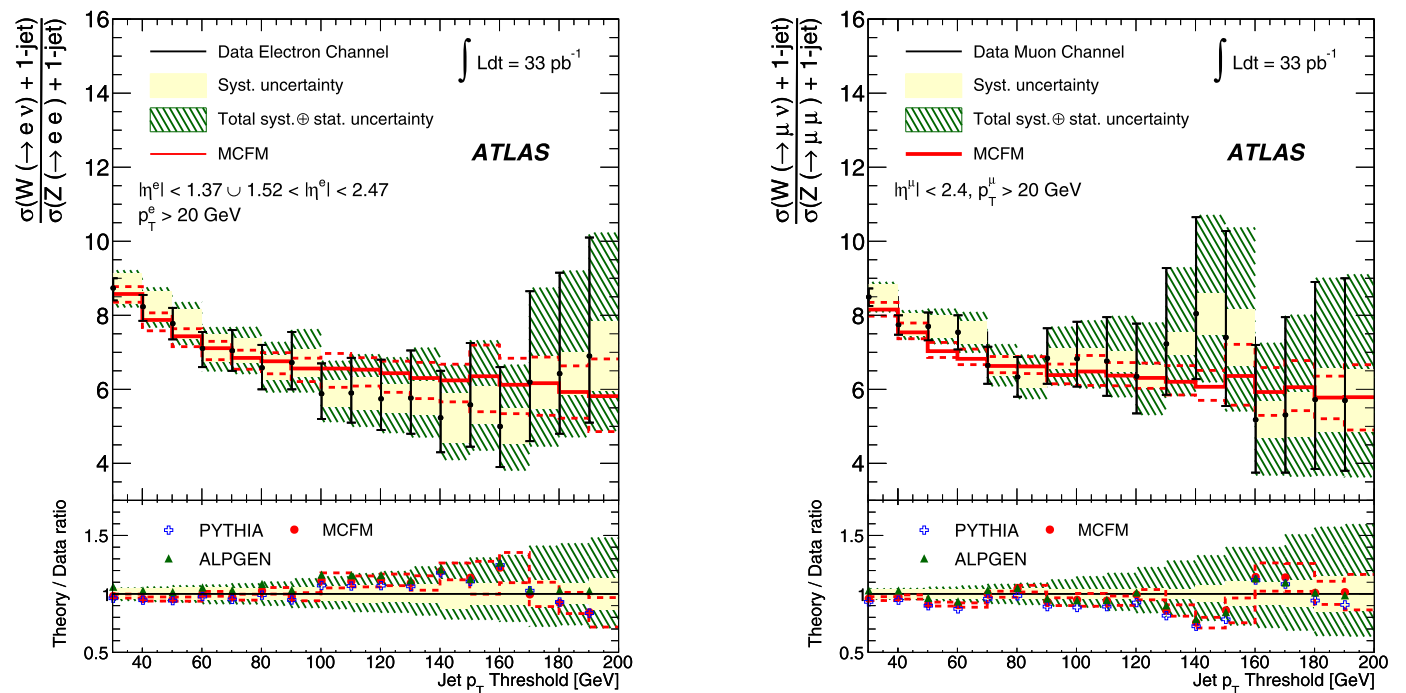 σ(W (→ e ν) + 1-jet)
σ(Z (→ e e ) + 1-jet)
16
14
12
10
8
6
4
Data Electron Channel
Syst. uncertainty
Total syst.⊕ stat. uncertainty
MCFM
∫ Ldt = 33 pb⁻¹
ATLAS
|ηᵉ| < 1.37 ∪ 1.52 < |ηᵉ| < 2.47
p_T^e > 20 GeV
Theory / Data ratio
1.5
1
0.5
PYTHIA MCFM
ALPGEN
40 60 80 100 120 140 160 180 200
Jet p_T Threshold [GeV]
σ(W (→ μ ν) + 1-jet)
σ(Z (→ μ μ ) + 1-jet)
16
14
12
10
8
6
4
Data Muon Channel
Syst. uncertainty
Total syst.⊕ stat. uncertainty
MCFM
∫ Ldt = 33 pb⁻¹
ATLAS
|η^μ| < 2.4, p_T^μ > 20 GeV
Theory / Data ratio
1.5
1
0.5
PYTHIA MCFM
ALPGEN
40 60 80 100 120 140 160 180 200
Jet p_T Threshold [GeV]